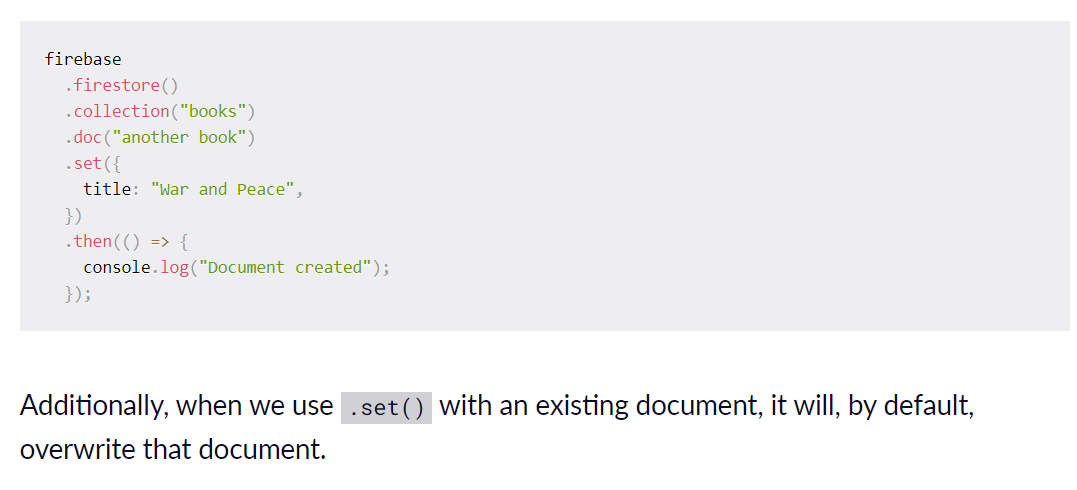 firebase
.firestore()
.collection("books")
.doc("another book")
.set({
title: "War and Peace",
})
.then(() => {
console.log("Document created");
});
Additionally, when we use .set() with an existing document, it will, by default,
overwrite that document.